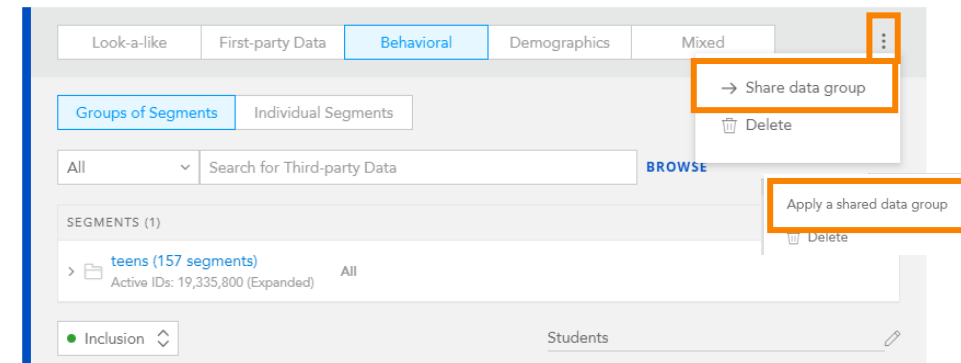 Look-a-like First-party Data Behavioral Demographics Mixed
→ Share data group
Delete
Groups of Segments Individual Segments
All Search for Third-party Data BROWSE
Apply a shared data group
Delete
SEGMENTS (1)
teens (157 segments) All
Active IDs: 19,335,800 (Expanded)
Inclusion Students